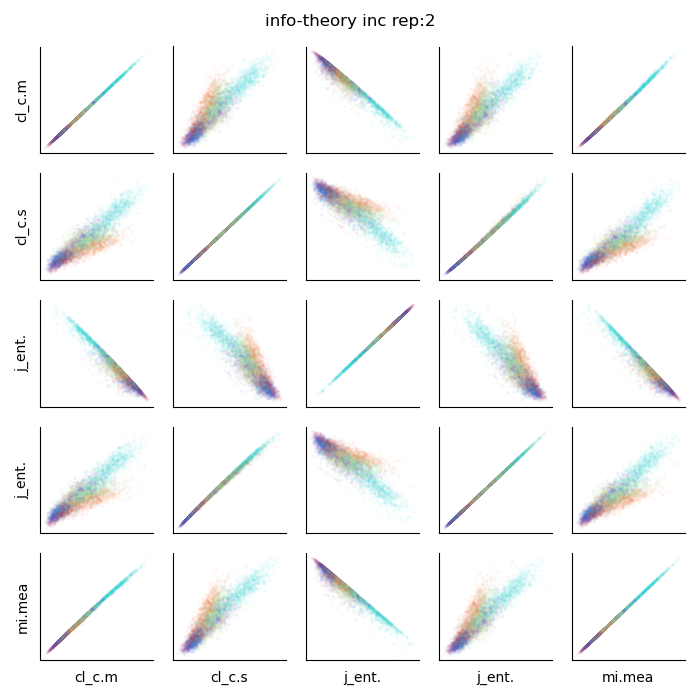 info-theory inc rep:2
cl_c.m
cl_c.s
j_ent.
j_ent.
mi.mea
cl_c.m cl_c.s j_ent. j_ent. mi.mea